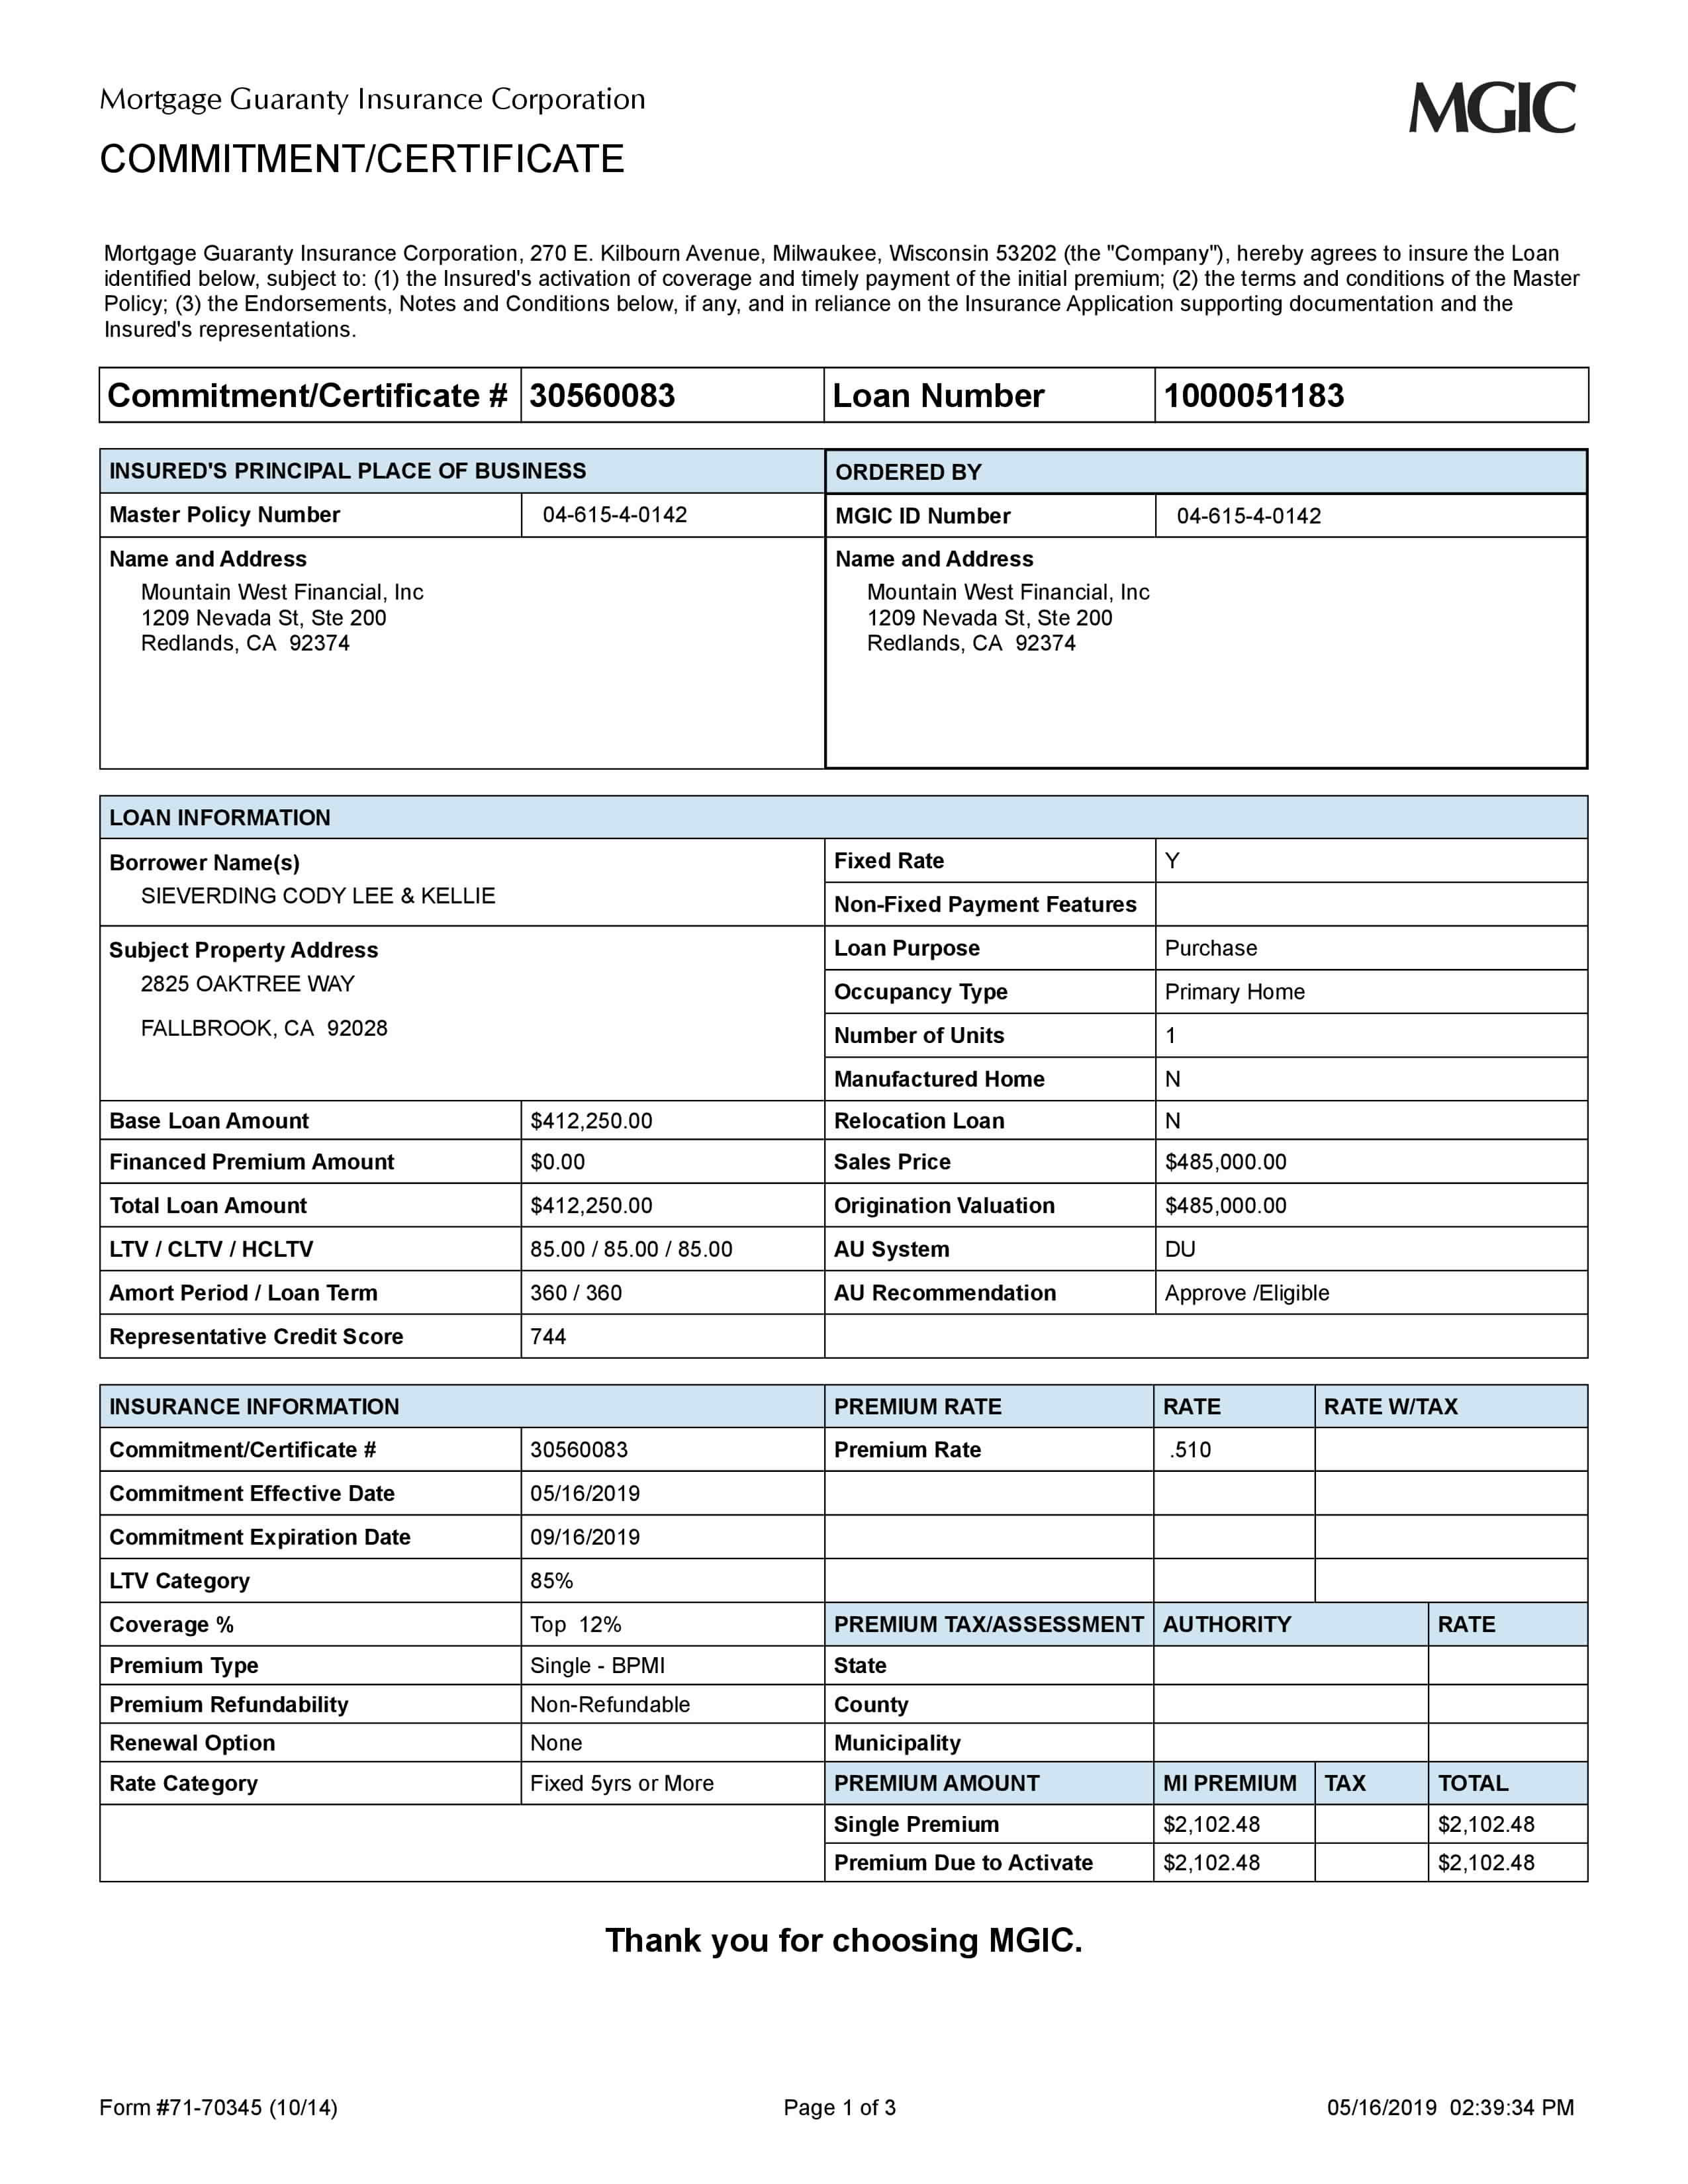 Mortgage Guaranty Insurance Corporation
MGIC
COMMITMENT/CERTIFICATE
Mortgage Guaranty Insurance Corporation, 270 E. Kilbourn Avenue, Milwaukee, Wisconsin 53202 (the "Company"), hereby agrees to insure the Loan
identified below, subject to: (1) the Insured's activation of coverage and timely payment of the initial premium; (2) the terms and conditions of the Master
Policy; (3) the Endorsements, Notes and Conditions below, if any, and in reliance on the Insurance Application supporting documentation and the
Insured's representations.
Commitment/Certificate # 30560083 Loan Number 1000051183
INSURED'S PRINCIPAL PLACE OF BUSINESS
Master Policy Number 04-615-4-0142
Name and Address
Mountain West Financial, Inc
1209 Nevada St, Ste 200
Redlands, CA 92374
ORDERED BY
MGIC ID Number 04-615-4-0142
Name and Address
Mountain West Financial, Inc
1209 Nevada St, Ste 200
Redlands, CA 92374
LOAN INFORMATION
Borrower Name(s)
SIEVERDING CODY LEE & KELLIE
Subject Property Address
2825 OAKTREE WAY
FALLBROOK, CA 92028
Fixed Rate Y
Non-Fixed Payment Features
Loan Purpose Purchase
Occupancy Type Primary Home
Number of Units 1
Manufactured Home N
Base Loan Amount $412,250.00 Relocation Loan N
Financed Premium Amount $0.00 Sales Price $485,000.00
Total Loan Amount $412,250.00 Origination Valuation $485,000.00
LTV / CLTV / HCLTV 85.00 / 85.00 / 85.00 AU System DU
Amort Period / Loan Term 360 / 360 AU Recommendation Approve /Eligible
Representative Credit Score 744
INSURANCE INFORMATION PREMIUM RATE RATE RATE W/TAX
Commitment/Certificate # 30560083 Premium Rate .510
Commitment Effective Date 05/16/2019
Commitment Expiration Date 09/16/2019
LTV Category 85%
Coverage % Top 12% PREMIUM TAX/ASSESSMENT AUTHORITY RATE
Premium Type Single - BPMI State
Premium Refundability Non-Refundable County
Renewal Option None Municipality
Rate Category Fixed 5yrs or More PREMIUM AMOUNT MI PREMIUM TAX TOTAL
Single Premium $2,102.48 $2,102.48
Premium Due to Activate $2,102.48 $2,102.48
Thank you for choosing MGIC.
Form #71-70345 (10/14) Page 1 of 3 05/16/2019 02:39:34 PM